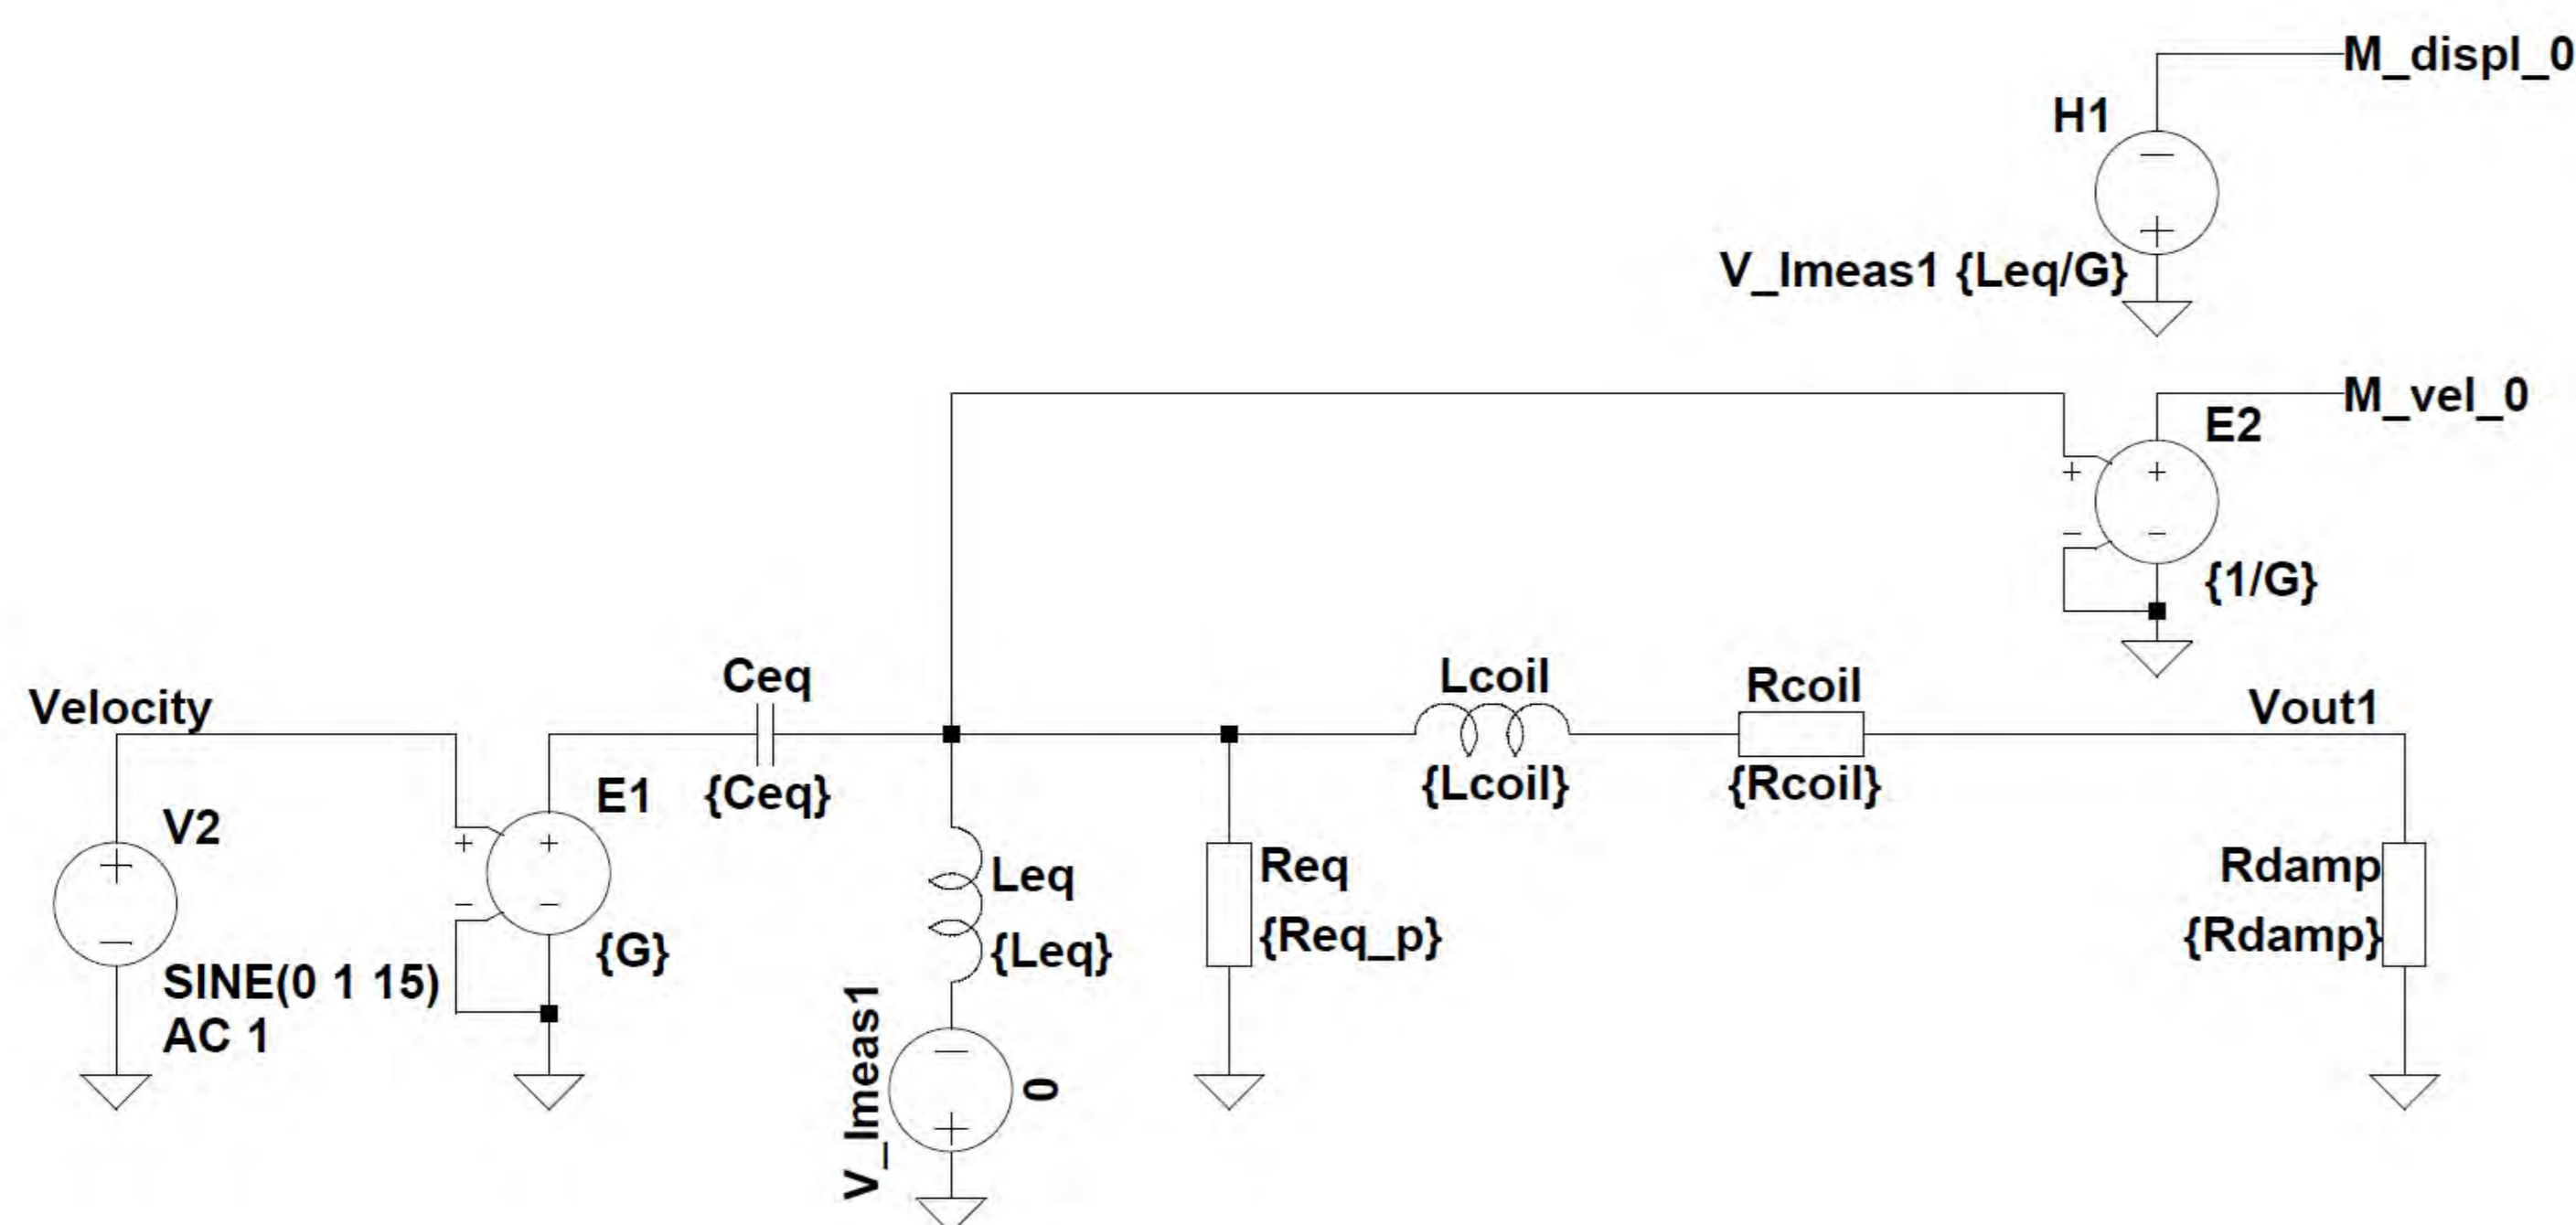 M_displ_0
H1
V_Imeas1 {Leq/G}
M_vel_0
E2
{1/G}
Velocity
V2
SINE(0 1 15)
AC 1
E1
{G}
Ceq
{Ceq}
Leq
{Leq}
V_Imeas1
0
Req
{Req_p}
Lcoil
{Lcoil}
Rcoil
{Rcoil}
Vout1
Rdamp
{Rdamp}